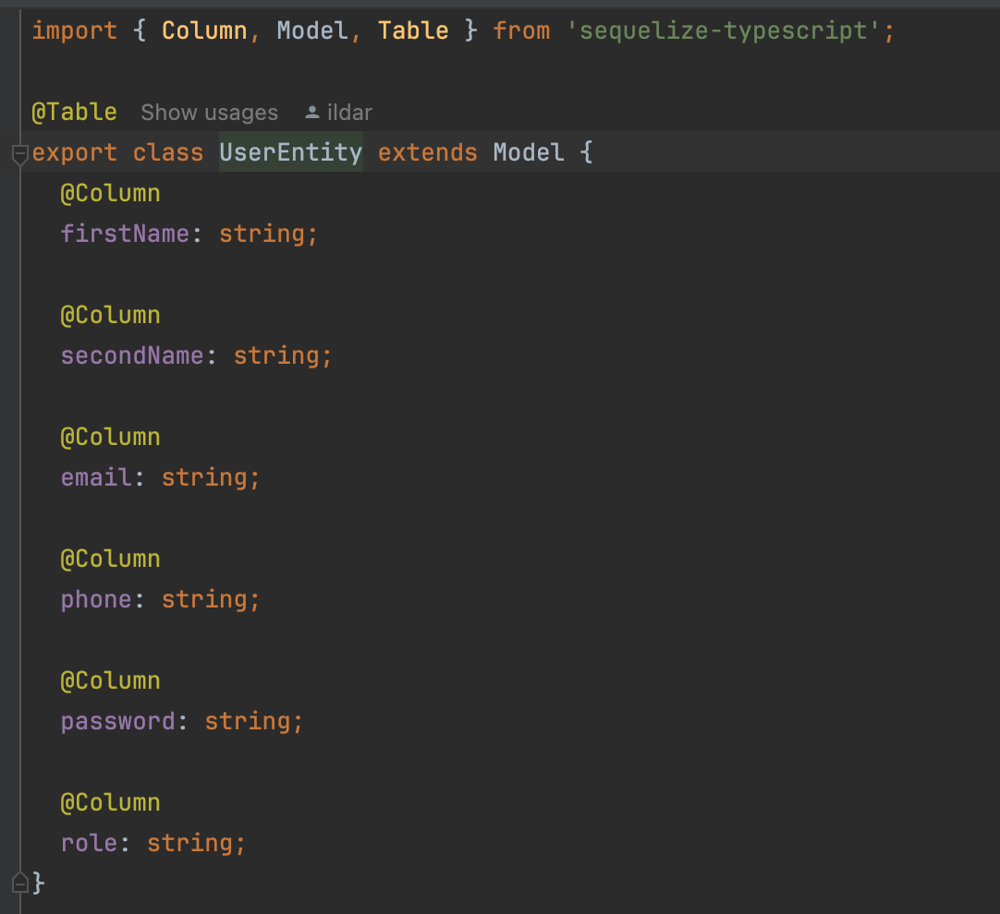 import { Column, Model, Table } from 'sequelize-typescript';
@Table Show usages ildar
export class UserEntity extends Model {
@Column
firstName: string;
@Column
secondName: string;
@Column
email: string;
@Column
phone: string;
@Column
password: string;
@Column
role: string;
}